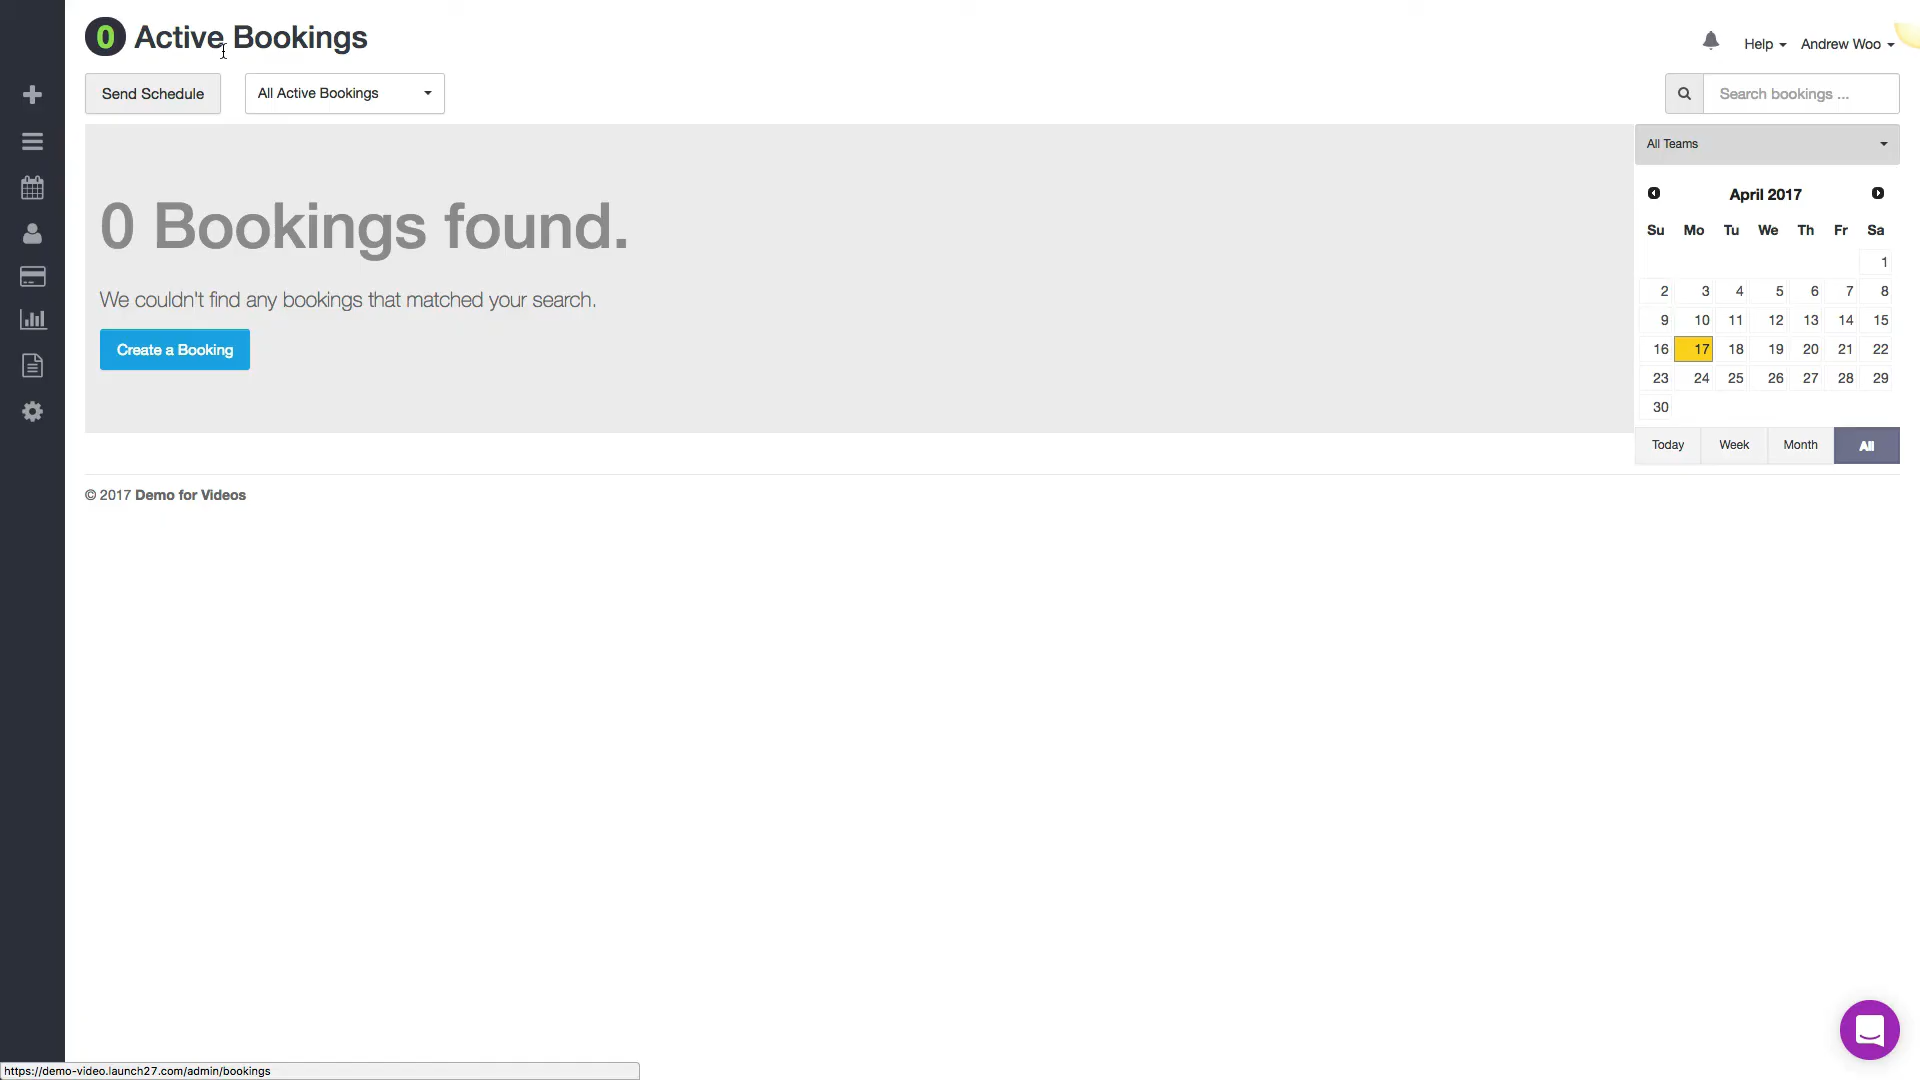 0 Active Bookings
Help
Andrew Woo
Send Schedule
All Active Bookings
Search bookings ...
0 Bookings found.
We couldn't find any bookings that matched your search.
Create a Booking
All Teams
April 2017
Su Mo Tu We Th Fr Sa
1
2 3 4 5 6 7 8
9 10 11 12 13 14 15
16 17 18 19 20 21 22
23 24 25 26 27 28 29
30
Today Week Month All
© 2017 Demo for Videos
https://demo-video.launch27.com/admin/bookings